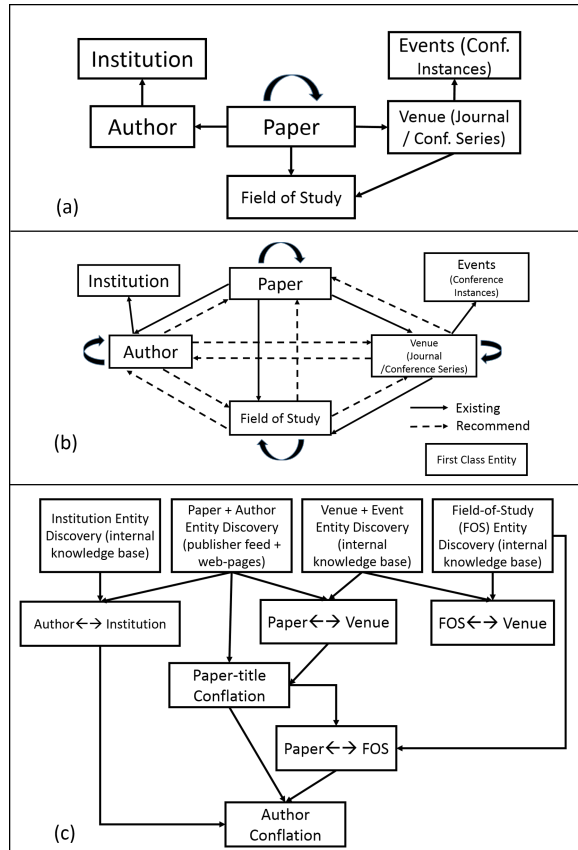 Institution
Events (Conf.
Instances)
Author
Paper
Venue (Journal
/ Conf. Series)
Field of Study
(a)
Institution
Paper
Events
(Conference
Instances)
Author
Venue
(Journal
/Conference Series)
Field of Study
Existing
Recommend
First Class Entity
(b)
Institution Entity
Discovery (internal
knowledge base)
Paper + Author
Entity Discovery
(publisher feed +
web-pages)
Venue + Event
Entity Discovery
(internal
knowledge base)
Field-of-Study
(FOS) Entity
Discovery (internal
knowledge base)
Author←→ Institution
Paper←→ Venue
FOS←→ Venue
Paper-title
Conflation
Paper←→ FOS
Author
Conflation
(c)